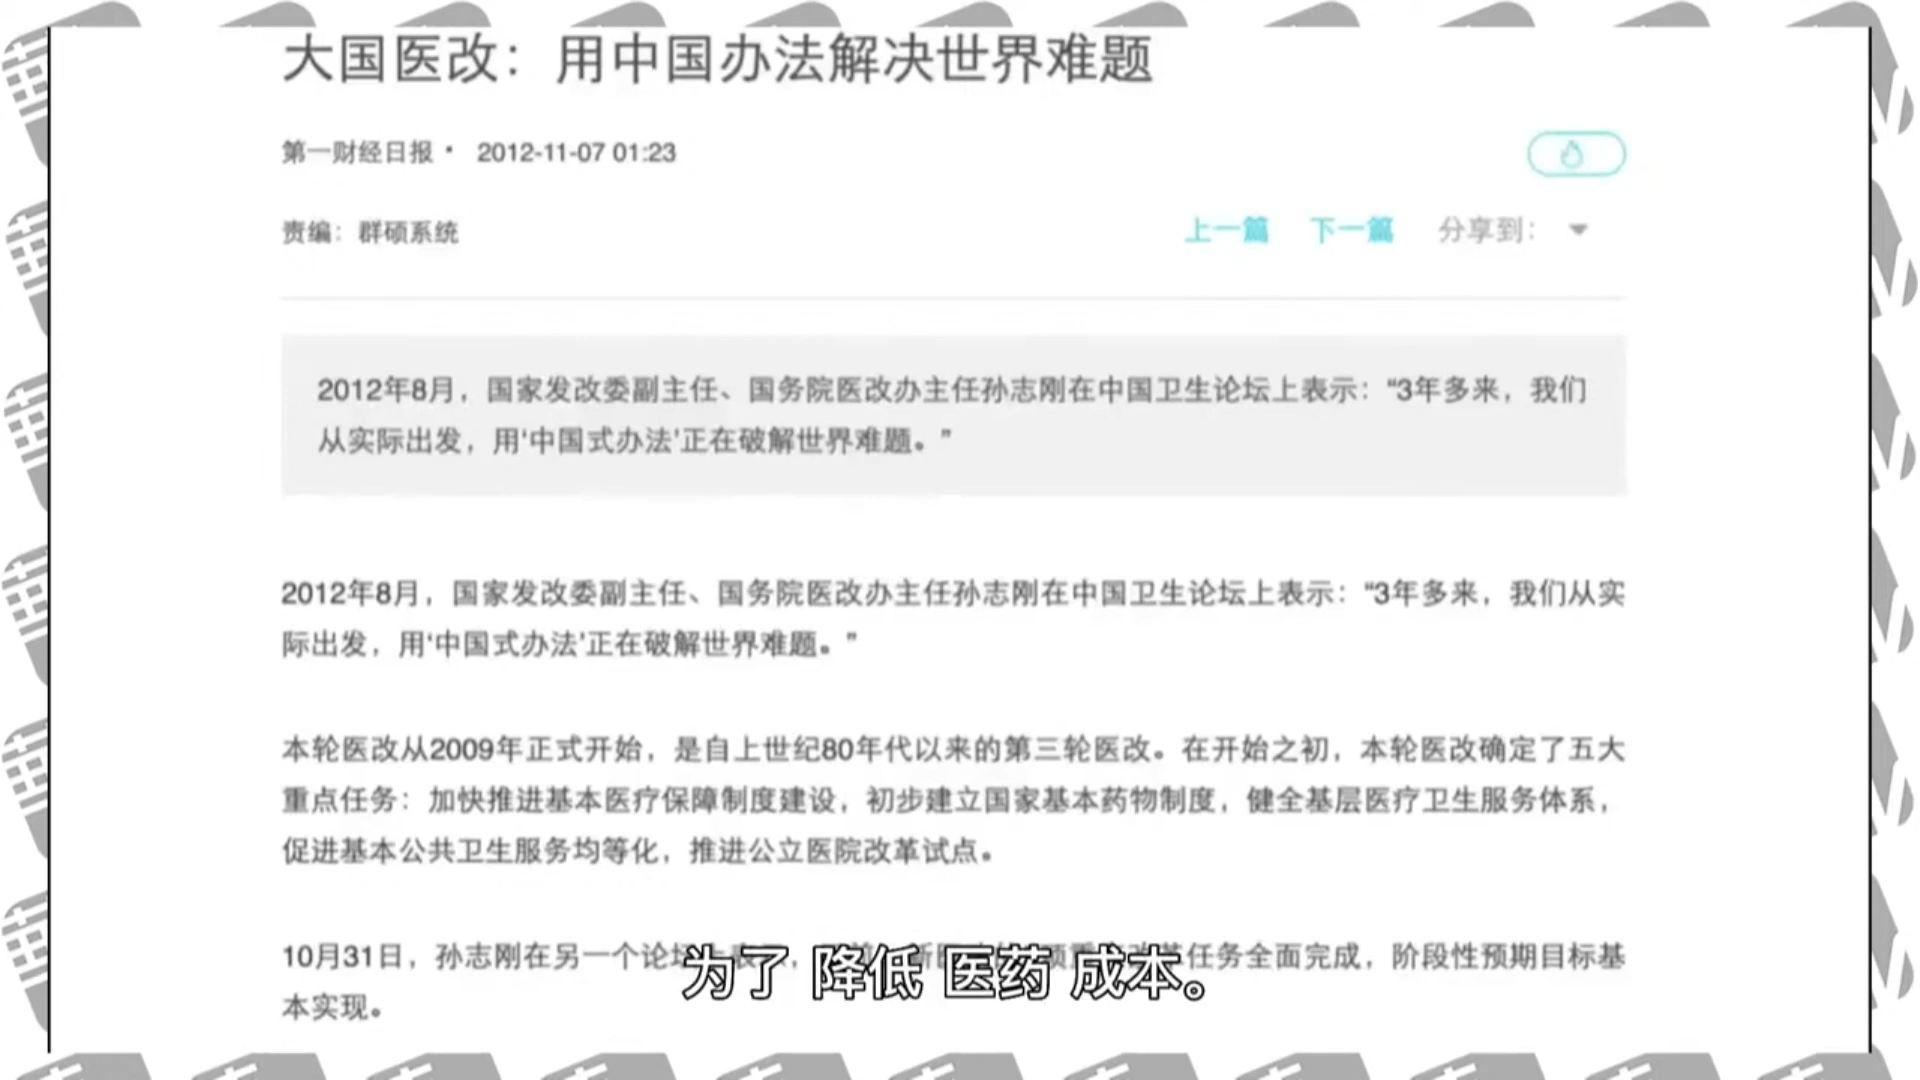 大国医改：用中国办法解决世界难题
第一财经日报・ 2012-11-07 01:23
责编：群硕系统
上一篇 下一篇 分享到：
2012年8月，国家发改委副主任、国务院医改办主任孙志刚在中国卫生论坛上表示：“3年多来，我们
从实际出发，用‘中国式办法’正在破解世界难题。”
2012年8月，国家发改委副主任、国务院医改办主任孙志刚在中国卫生论坛上表示：“3年多来，我们从实
际出发，用‘中国式办法’正在破解世界难题。”
本轮医改从2009年正式开始，是自上世纪80年代以来的第三轮医改。在开始之初，本轮医改确定了五大
重点任务：加快推进基本医疗保障制度建设，初步建立国家基本药物制度，健全基层医疗卫生服务体系，
促进基本公共卫生服务均等化，推进公立医院改革试点。
10月31日，孙志刚在另一个论坛 任务全面完成，阶段性预期目标基
本实现。
为了 降低 医药 成本。